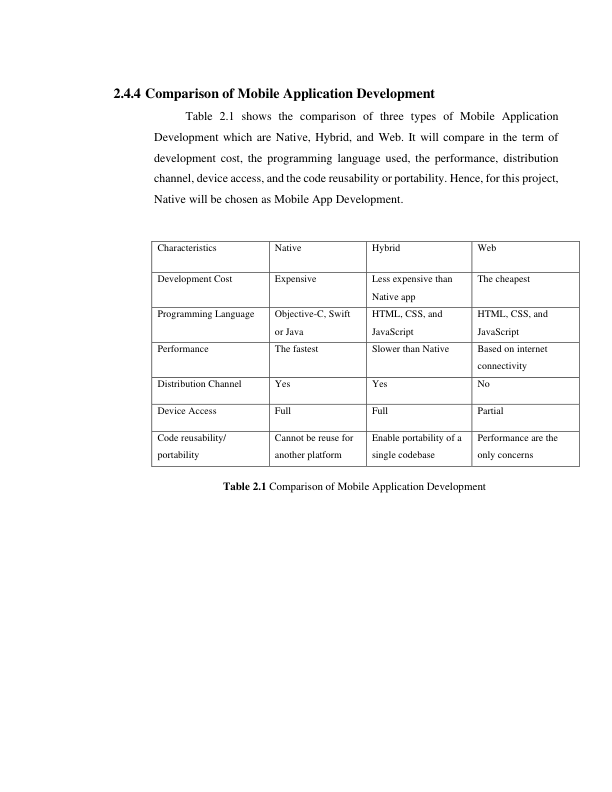 2.4.4 Comparison of Mobile Application Development
Table 2.1 shows the comparison of three types of Mobile Application
Development which are Native, Hybrid, and Web. It will compare in the term of
development cost, the programming language used, the performance, distribution
channel, device access, and the code reusability or portability. Hence, for this project,
Native will be chosen as Mobile App Development.
Characteristics Native Hybrid Web
Development Cost Expensive Less expensive than The cheapest
Native app
Programming Language Objective-C, Swift HTML, CSS, and HTML, CSS, and
or Java JavaScript JavaScript
Performance The fastest Slower than Native Based on internet
connectivity
Distribution Channel Yes Yes No
Device Access Full Full Partial
Code reusability/ Cannot be reuse for Enable portability of a Performance are the
portability another platform single codebase only concerns
Table 2.1 Comparison of Mobile Application Development